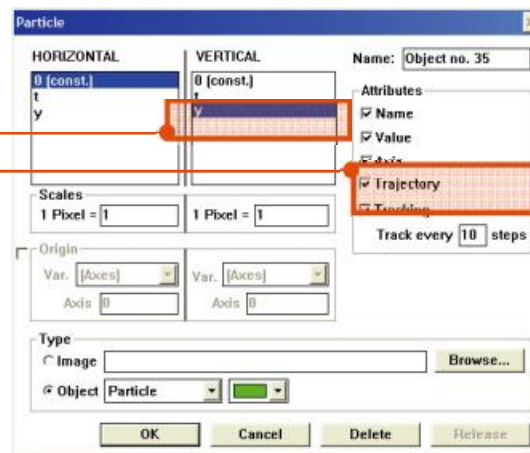 Particle
HORIZONTAL
0 (const.)
t
y
VERTICAL
0 (const.)
t
y
Name: Object no. 35
Attributes
Name
Value
Axis
Trajectory
Tracking
Track every 10 steps
Scales
1 Pixel = 1
1 Pixel = 1
Origin
Var. (Axes)
Axis 0
Var. (Axes)
Axis 0
Type
Image
Browse...
Object Particle
OK Cancel Delete Release